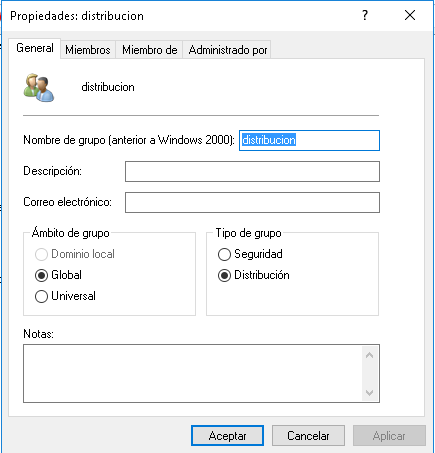 Propiedades: distribucion
?
General
Miembros
Miembro de
Administrado por
distribucion
Nombre de grupo (anterior a Windows 2000): distribucion
Descripción:
Correo electrónico:
Ámbito de grupo
Dominio local
Global
Universal
Tipo de grupo
Seguridad
Distribución
Notas:
Aceptar
Cancelar
Aplicar